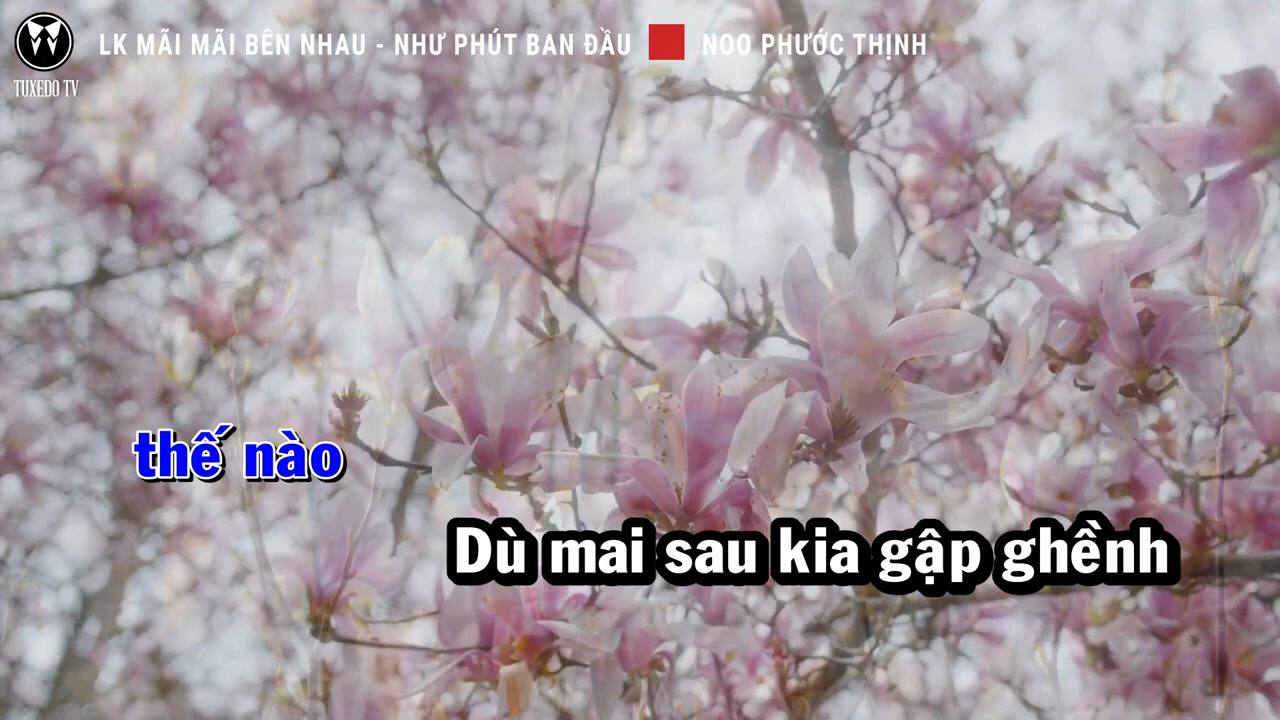 LK MÃI MÃI BÊN NHAU - NHƯ PHÚT BAN ĐẦU NOO PHƯỚC THỊNH
TUXEDO TV
thế nào
Dù mai sau kia gập ghềnh